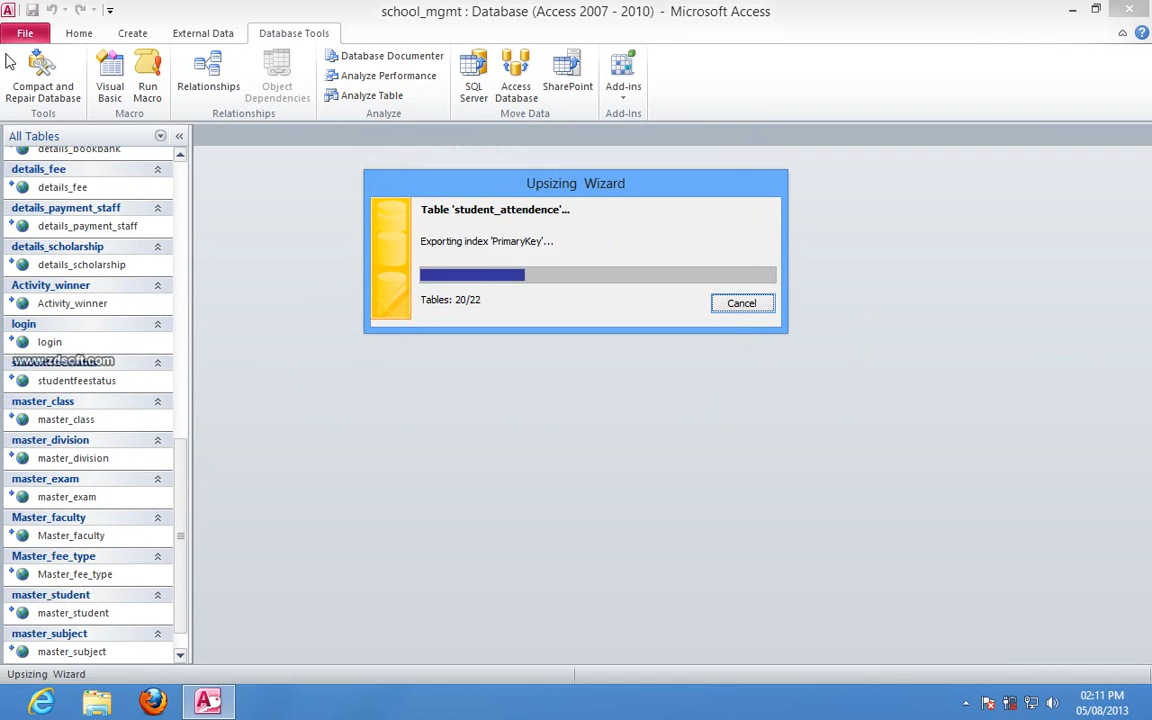 school_mgmt : Database (Access 2007 - 2010) - Microsoft Access
File Home Create External Data Database Tools
Compact and Repair Database
Visual Basic
Run Macro
Relationships
Object Dependencies
Database Documenter
Analyze Performance
Analyze Table
SQL Server
Access Database
SharePoint
Add-ins
Tools Macro Relationships Analyze Move Data Add-Ins
All Tables
details_bookbank
details_fee
details_fee
details_payment_staff
details_payment_staff
details_scholarship
details_scholarship
Activity_winner
Activity_winner
login
login
www.zdsoft.com
studentfeestatus
master_class
master_class
master_division
master_division
master_exam
master_exam
Master_faculty
Master_faculty
Master_fee_type
Master_fee_type
master_student
master_student
master_subject
master_subject
Upsizing Wizard
Table 'student_attendence'...
Exporting index 'PrimaryKey'...
Tables: 20/22
Cancel
Upsizing Wizard
02:11 PM
05/08/2013